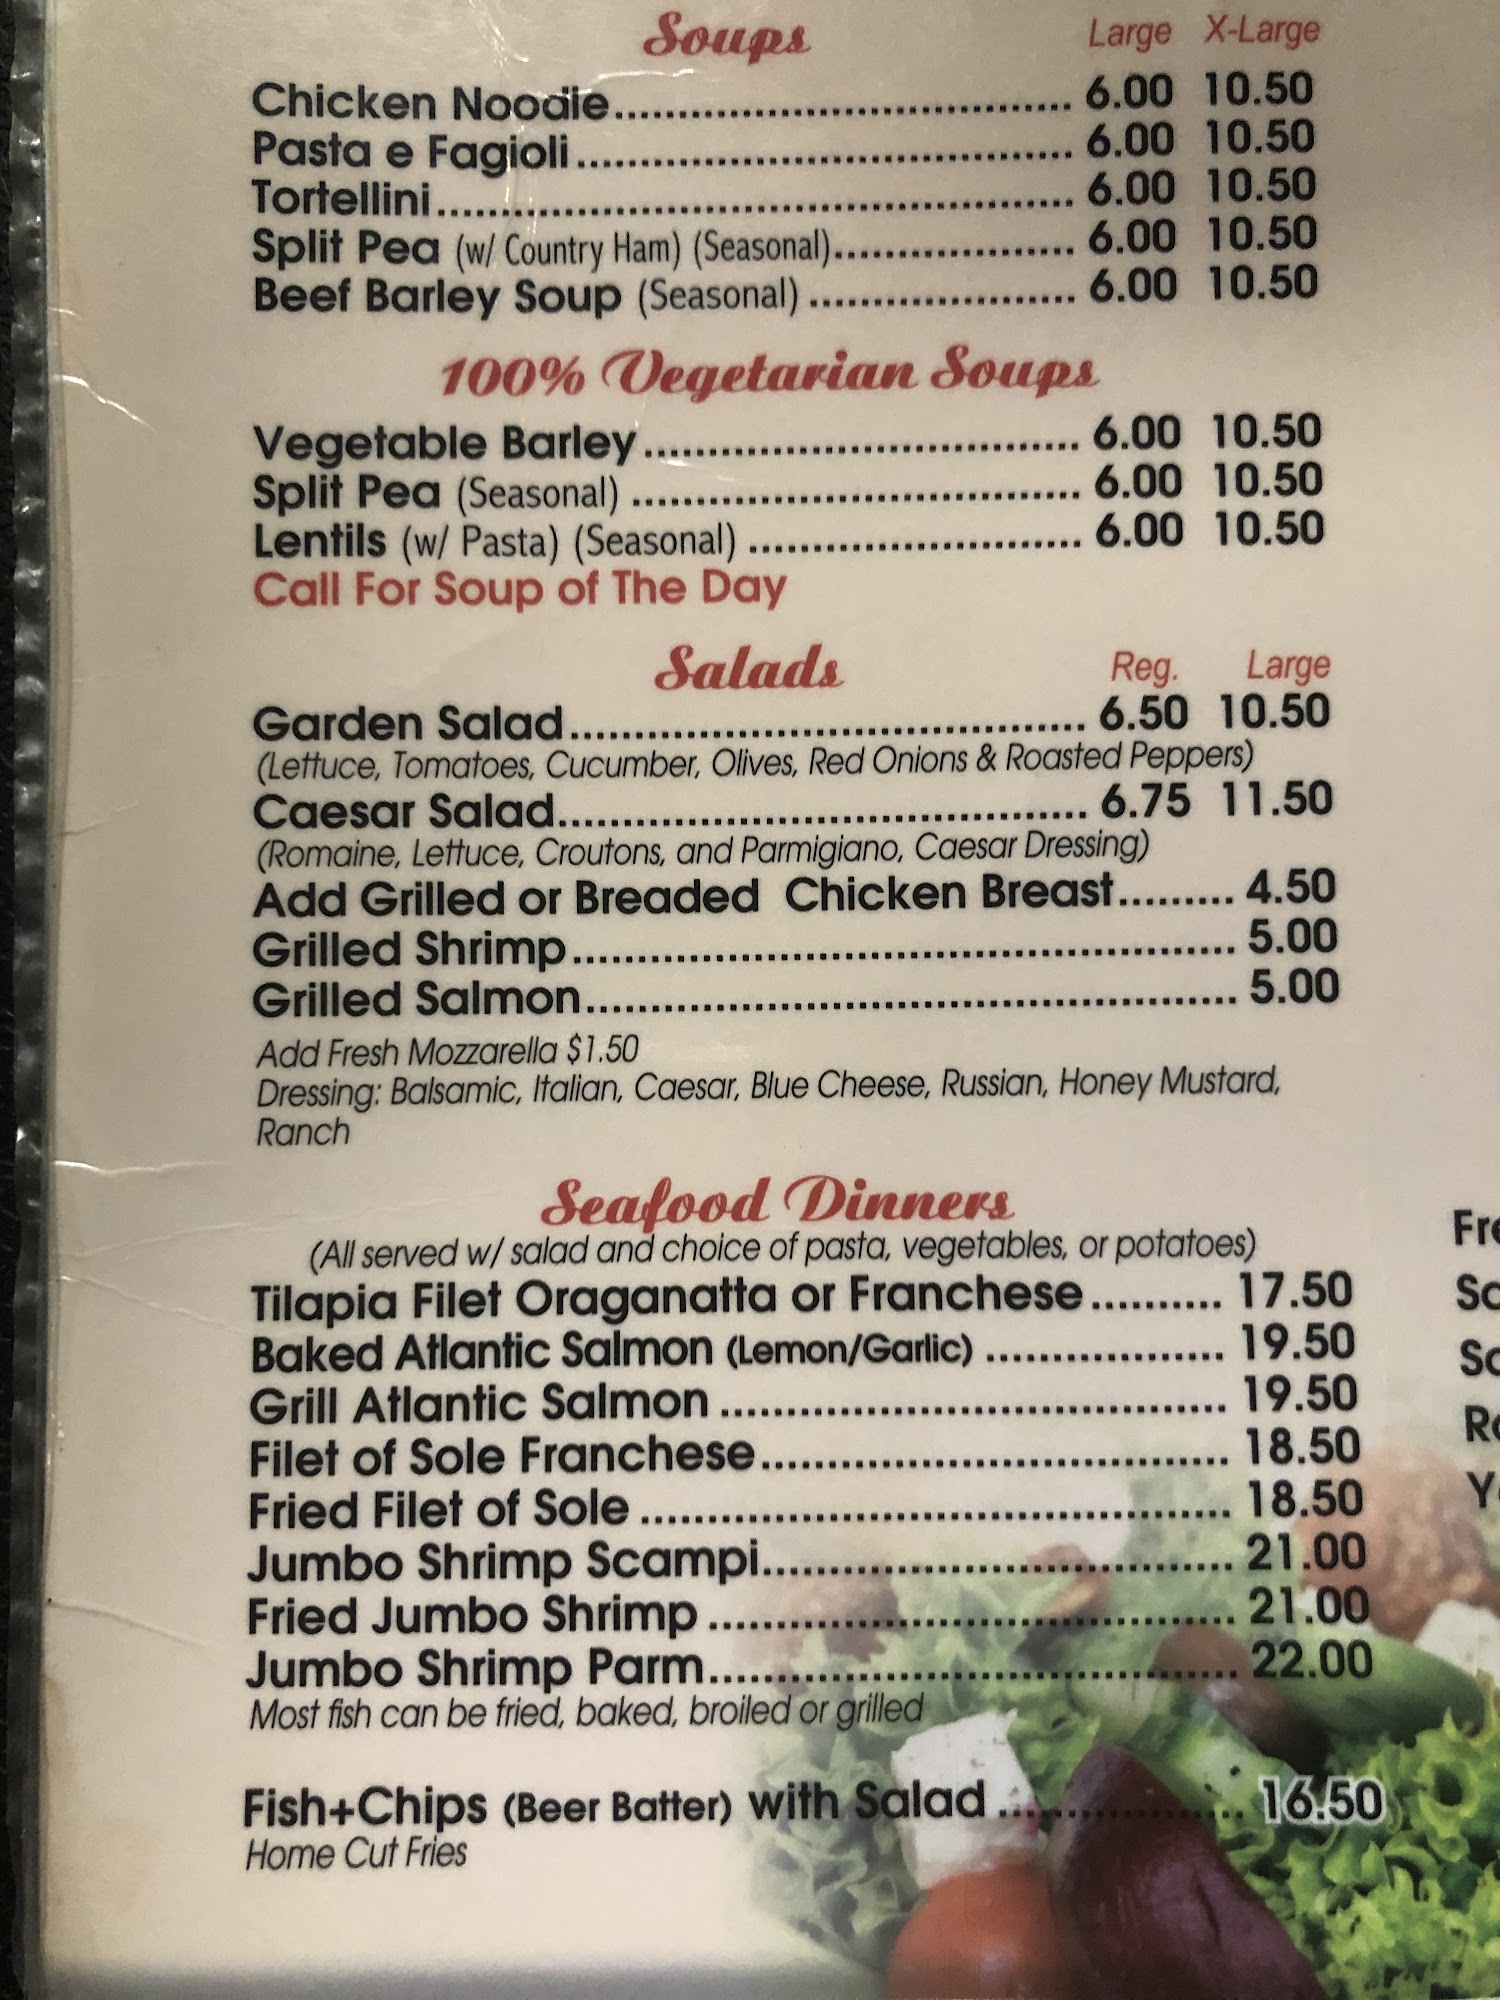 Soups Large X-Large
Chicken Noodle.................................... 6.00 10.50
Pasta e Fagioli....................................... 6.00 10.50
Tortellini.................................................. 6.00 10.50
Split Pea (w/ Country Ham) (Seasonal)................... 6.00 10.50
Beef Barley Soup (Seasonal) ..................... 6.00 10.50
100% Vegetarian Soups
Vegetable Barley.................................. 6.00 10.50
Split Pea (Seasonal) ................................... 6.00 10.50
Lentils (w/ Pasta) (Seasonal) .......................... 6.00 10.50
Call For Soup of The Day
Salads Reg. Large
Garden Salad........................................ 6.50 10.50
(Lettuce, Tomatoes, Cucumber, Olives, Red Onions & Roasted Peppers)
Caesar Salad......................................... 6.75 11.50
(Romaine, Lettuce, Croutons, and Parmigiano, Caesar Dressing)
Add Grilled or Breaded Chicken Breast......... 4.50
Grilled Shrimp.................................................... 5.00
Grilled Salmon................................................... 5.00
Add Fresh Mozzarella $1.50
Dressing: Balsamic, Italian, Caesar, Blue Cheese, Russian, Honey Mustard,
Ranch
Seafood Dinners
(All served w/ salad and choice of pasta, vegetables, or potatoes)
Tilapia Filet Oraganatta or Franchese.......... 17.50
Baked Atlantic Salmon (Lemon/Garlic) .................. 19.50
Grill Atlantic Salmon ...................................... 19.50
Filet of Sole Franchese................................... 18.50
Fried Filet of Sole ............................................. 18.50
Jumbo Shrimp Scampi.................................... 21.00
Fried Jumbo Shrimp ........................................ 21.00
Jumbo Shrimp Parm........................................ 22.00
Most fish can be fried, baked, broiled or grilled
Fish+Chips (Beer Batter) with Salad ................... 16.50
Home Cut Fries